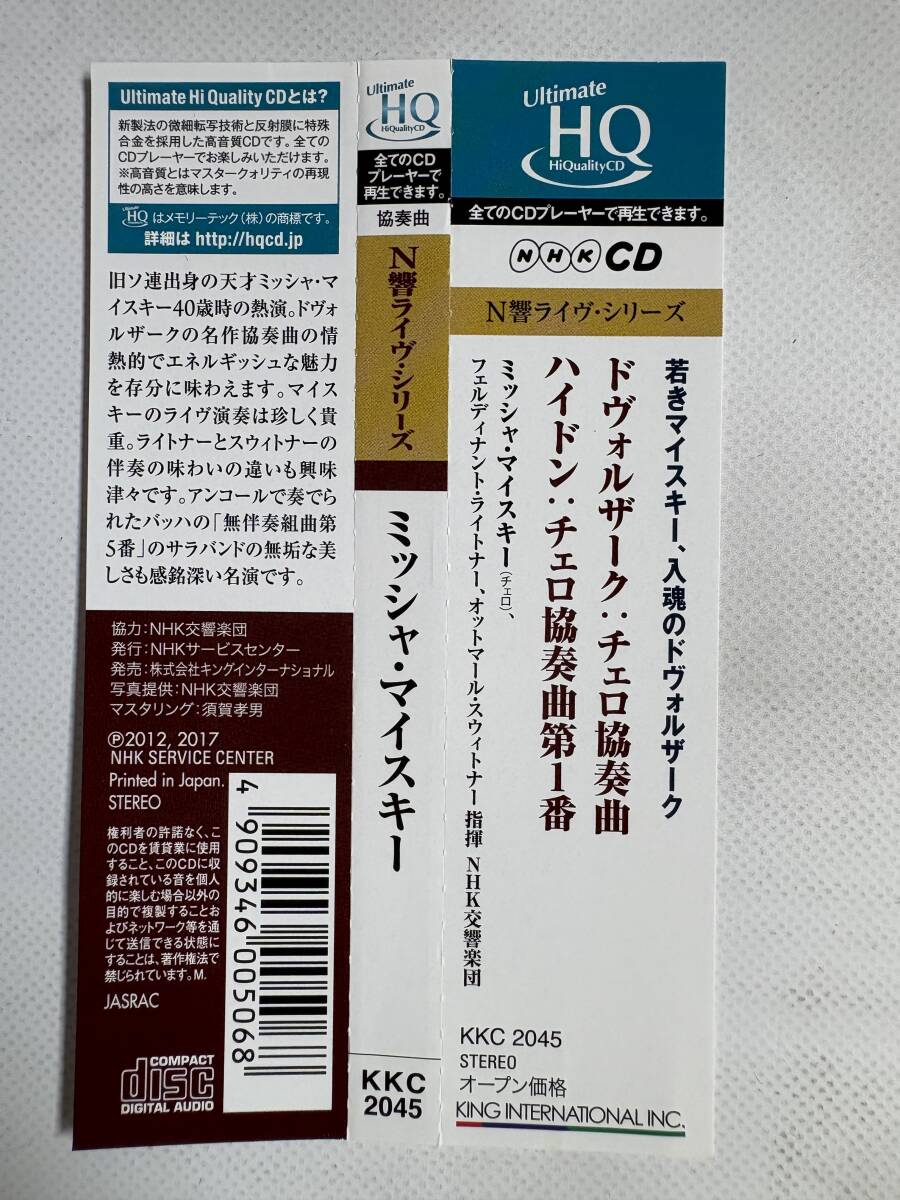 Ultimate Hi Quality CDとは?
新製法の微細転写技術と反射膜に特殊
合金を採用した高音質CDです。全ての
CDプレーヤーでお楽しみいただけます。
※高音質とはマスタークォリティの再現
性の高さを意味します。
Ultimate HQ はメモリーテック(株)の商標です。
詳細は http://hqcd.jp
旧ソ連出身の天才ミッシャ・マ
イスキー40歳時の熱演。ドヴォ
ルザークの名作協奏曲の情
熱的でエネルギッシュな魅力
を存分に味わえます。マイス
キーのライヴ演奏は珍しく貴
重。ライトナーとスウィトナーの
伴奏の味わいの違いも興味
津々です。アンコールで奏でら
れたバッハの「無伴奏組曲第
5番」のサラバンドの無垢な美
しさも感銘深い名演です。
協力:NHK交響楽団
発行:NHKサービスセンター
発売:株式会社キングインターナショナル
写真提供:NHK交響楽団
マスタリング:須賀孝男
Ⓟ2012, 2017
NHK SERVICE CENTER
Printed in Japan.
STEREO
権利者の許諾なく、こ
のCDを賃貸業に使用
すること、このCDに収
録されている音を個人
的に楽しむ場合以外の
目的で複製することお
よびネットワーク等を通
じて送信できる状態に
することは、著作権法で
禁じられています。M.
JASRAC
COMPACT
disc
DIGITAL AUDIO
4 909346 005068
Ultimate
HQ
HiQualityCD
全てのCD
プレーヤーで
再生できます。
協奏曲
N響ライヴ・シリーズ
ミッシャ・マイスキー
KKC
2045
Ultimate
HQ
HiQualityCD
全てのCDプレーヤーで再生できます。
NHK CD
N響ライヴ・シリーズ
若きマイスキー、入魂のドヴォルザーク
ドヴォルザーク:チェロ協奏曲
ハイドン:チェロ協奏曲第1番
ミッシャ・マイスキー(チェロ)、
フェルディナント・ライトナー、オットマール・スウィトナー 指揮 NHK交響楽団
KKC 2045
STEREO
オープン価格
KING INTERNATIONAL INC.